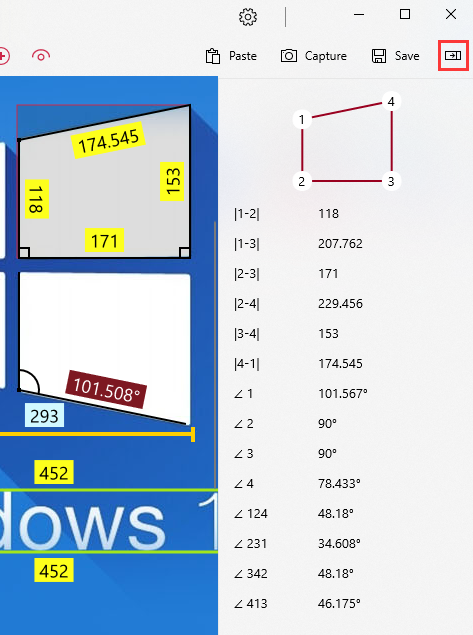 Paste Capture Save
174.545
118
153
171
101.508°
293
452
dows 1
452
1
4
2
3
|1-2| 118
|1-3| 207.762
|2-3| 171
|2-4| 229.456
|3-4| 153
|4-1| 174.545
∠ 1 101.567°
∠ 2 90°
∠ 3 90°
∠ 4 78.433°
∠ 124 48.18°
∠ 231 34.608°
∠ 342 48.18°
∠ 413 46.175°